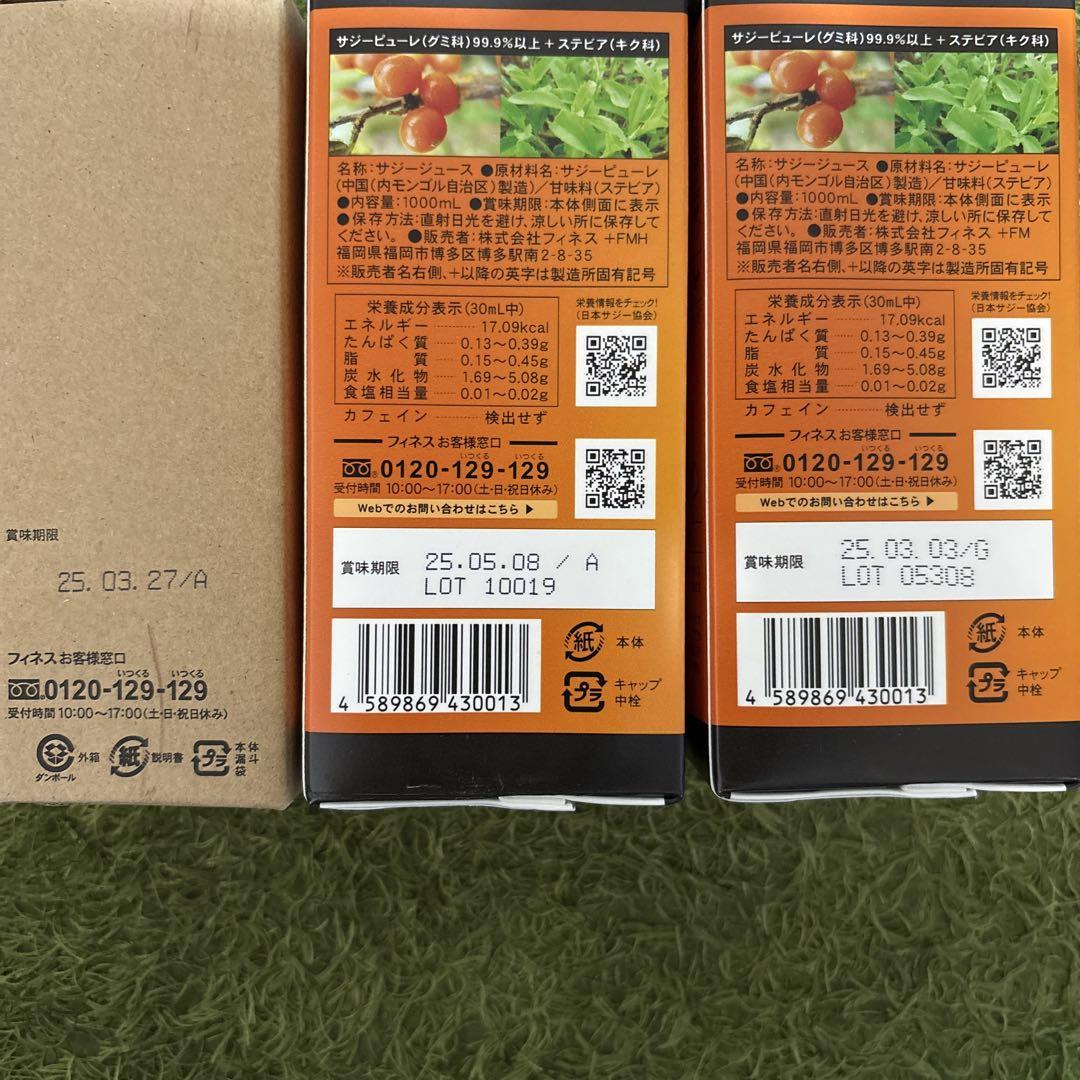 賞味期限
25.03.27/A
フィネスお客様窓口
いつくる いつくる
0120-129-129
受付時間 10:00〜17:00(土・日・祝日休み)
ダンボール
外箱
紙
説明書
プラ
本体
漏斗
袋
サジーピューレ(グミ科)99.9%以上+ステビア(キク科)
名称:サジージュース ●原材料名:サジーピューレ
(中国(内モンゴル自治区)製造)/甘味料(ステビア)
●内容量:1000mL ●賞味期限:本体側面に表示
●保存方法:直射日光を避け、涼しい所に保存して
ください。 ●販売者:株式会社フィネス +FMH
福岡県福岡市博多区博多駅南2-8-35
※販売者名右側、+以降の英字は製造所固有記号
栄養成分表示(30mL中)
エネルギー 17.09kcal
たんぱく質 0.13〜0.39g
脂質 0.15〜0.45g
炭水化物 1.69〜5.08g
食塩相当量 0.01〜0.02g
カフェイン 検出せず
栄養情報をチェック!
(日本サジー協会)
フィネスお客様窓口
いつくる いつくる
0120-129-129
受付時間 10:00〜17:00(土・日・祝日休み)
Webでのお問い合わせはこちら ▶
賞味期限
25.05.08 / A
LOT 10019
4 589869 430013
紙
本体
プラ
キャップ
中栓
サジーピューレ(グミ科)99.9%以上+ステビア(キク科)
名称:サジージュース ●原材料名:サジーピューレ
(中国(内モンゴル自治区)製造)/甘味料(ステビア)
●内容量:1000mL ●賞味期限:本体側面に表示
●保存方法:直射日光を避け、涼しい所に保存して
ください。 ●販売者:株式会社フィネス +FM
福岡県福岡市博多区博多駅南2-8-35
※販売者名右側、+以降の英字は製造所固有記号
栄養成分表示(30mL中)
エネルギー 17.09kcal
たんぱく質 0.13〜0.39g
脂質 0.15〜0.45g
炭水化物 1.69〜5.08g
食塩相当量 0.01〜0.02g
カフェイン 検出せず
栄養情報をチェック!
(日本サジー協会)
フィネスお客様窓口
いつくる いつくる
0120-129-129
受付時間 10:00〜17:00(土・日・祝日休み)
Webでのお問い合わせはこちら ▶
賞味期限
25.03.03/G
LOT 05308
4 589869 430013
紙
本体
プラ
キャップ
中栓